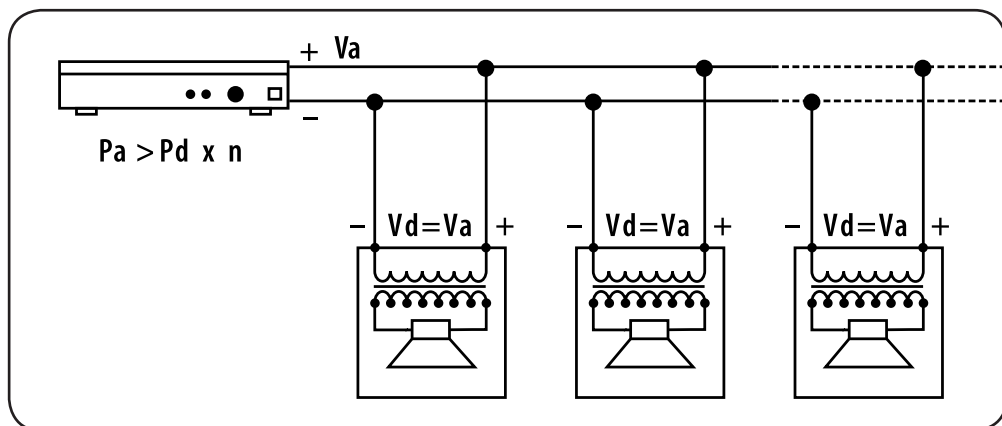 + Va
–
Pa > Pd x n
– Vd=Va +
– Vd=Va +
– Vd=Va +